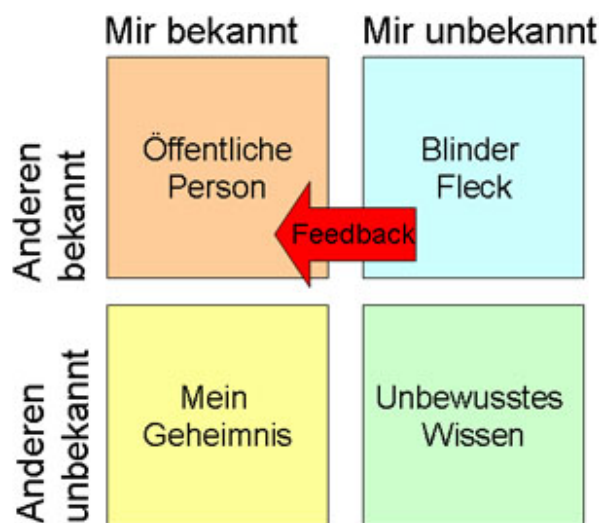 Mir bekannt
Mir unbekannt
Anderen
bekannt
Öffentliche
Person
Blinder
Fleck
Feedback
Anderen
unbekannt
Mein
Geheimnis
Unbewusstes
Wissen